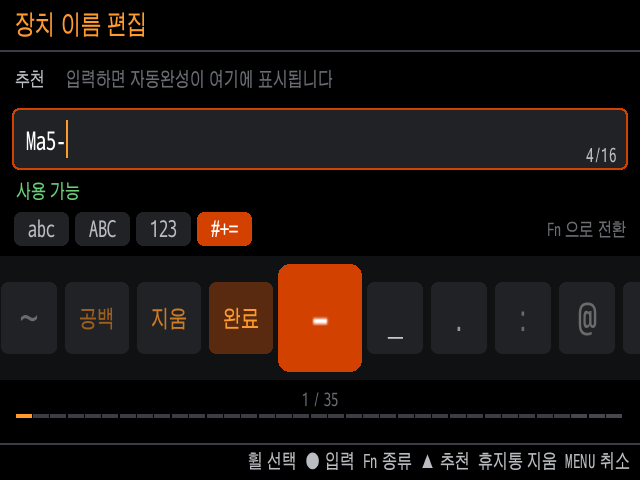 장치 이름 편집
추천 입력하면 자동완성이 여기에 표시됩니다
Ma5-
4/16
사용 가능
abc ABC 123 #+= Fn 으로 전환
~ 공백 지움 완료 - _ . : @
1 / 35
휠 선택 ● 입력 Fn 종류 ▲ 추천 휴지통 지움 MENU 취소